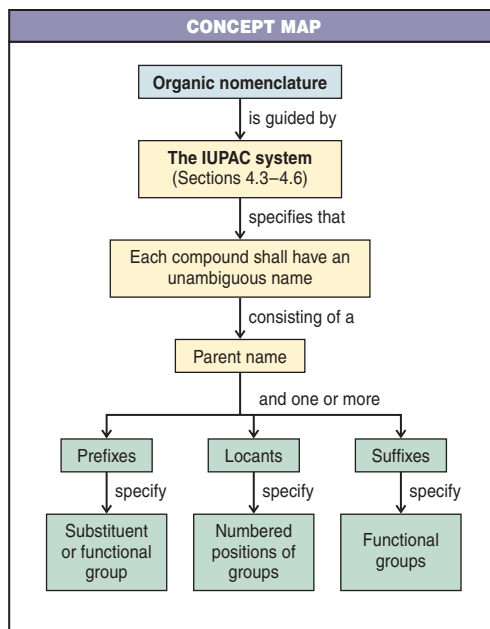 CONCEPT MAP
Organic nomenclature
is guided by
The IUPAC system
(Sections 4.3–4.6)
specifies that
Each compound shall have an
unambiguous name
consisting of a
Parent name
and one or more
Prefixes
Locants
Suffixes
specify
specify
specify
Substituent
or functional
group
Numbered
positions of
groups
Functional
groups